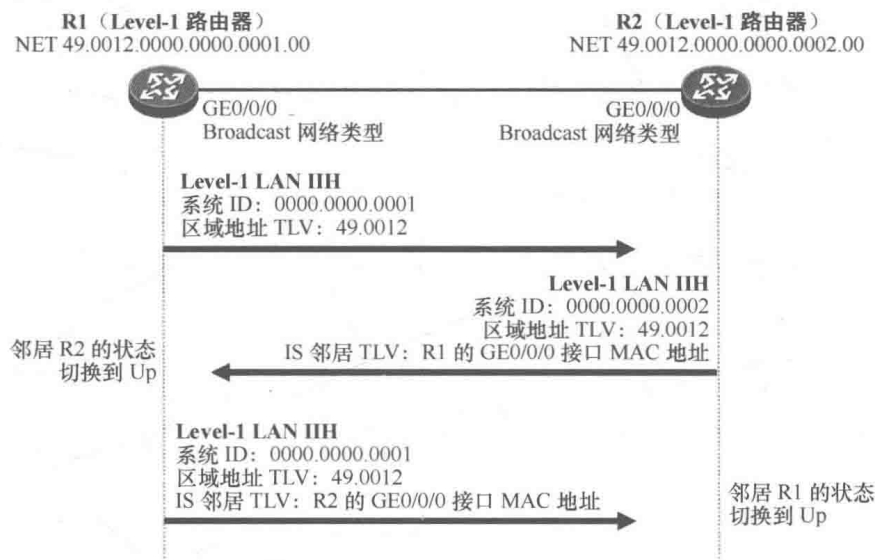 R1（Level-1 路由器）
NET 49.0012.0000.0000.0001.00
R2（Level-1 路由器）
NET 49.0012.0000.0000.0002.00
GE0/0/0
Broadcast 网络类型
GE0/0/0
Broadcast 网络类型
Level-1 LAN IIH
系统 ID：0000.0000.0001
区域地址 TLV：49.0012
Level-1 LAN IIH
系统 ID：0000.0000.0002
区域地址 TLV：49.0012
IS 邻居 TLV：R1 的 GE0/0/0 接口 MAC 地址
邻居 R2 的状态
切换到 Up
Level-1 LAN IIH
系统 ID：0000.0000.0001
区域地址 TLV：49.0012
IS 邻居 TLV：R2 的 GE0/0/0 接口 MAC 地址
邻居 R1 的状态
切换到 Up